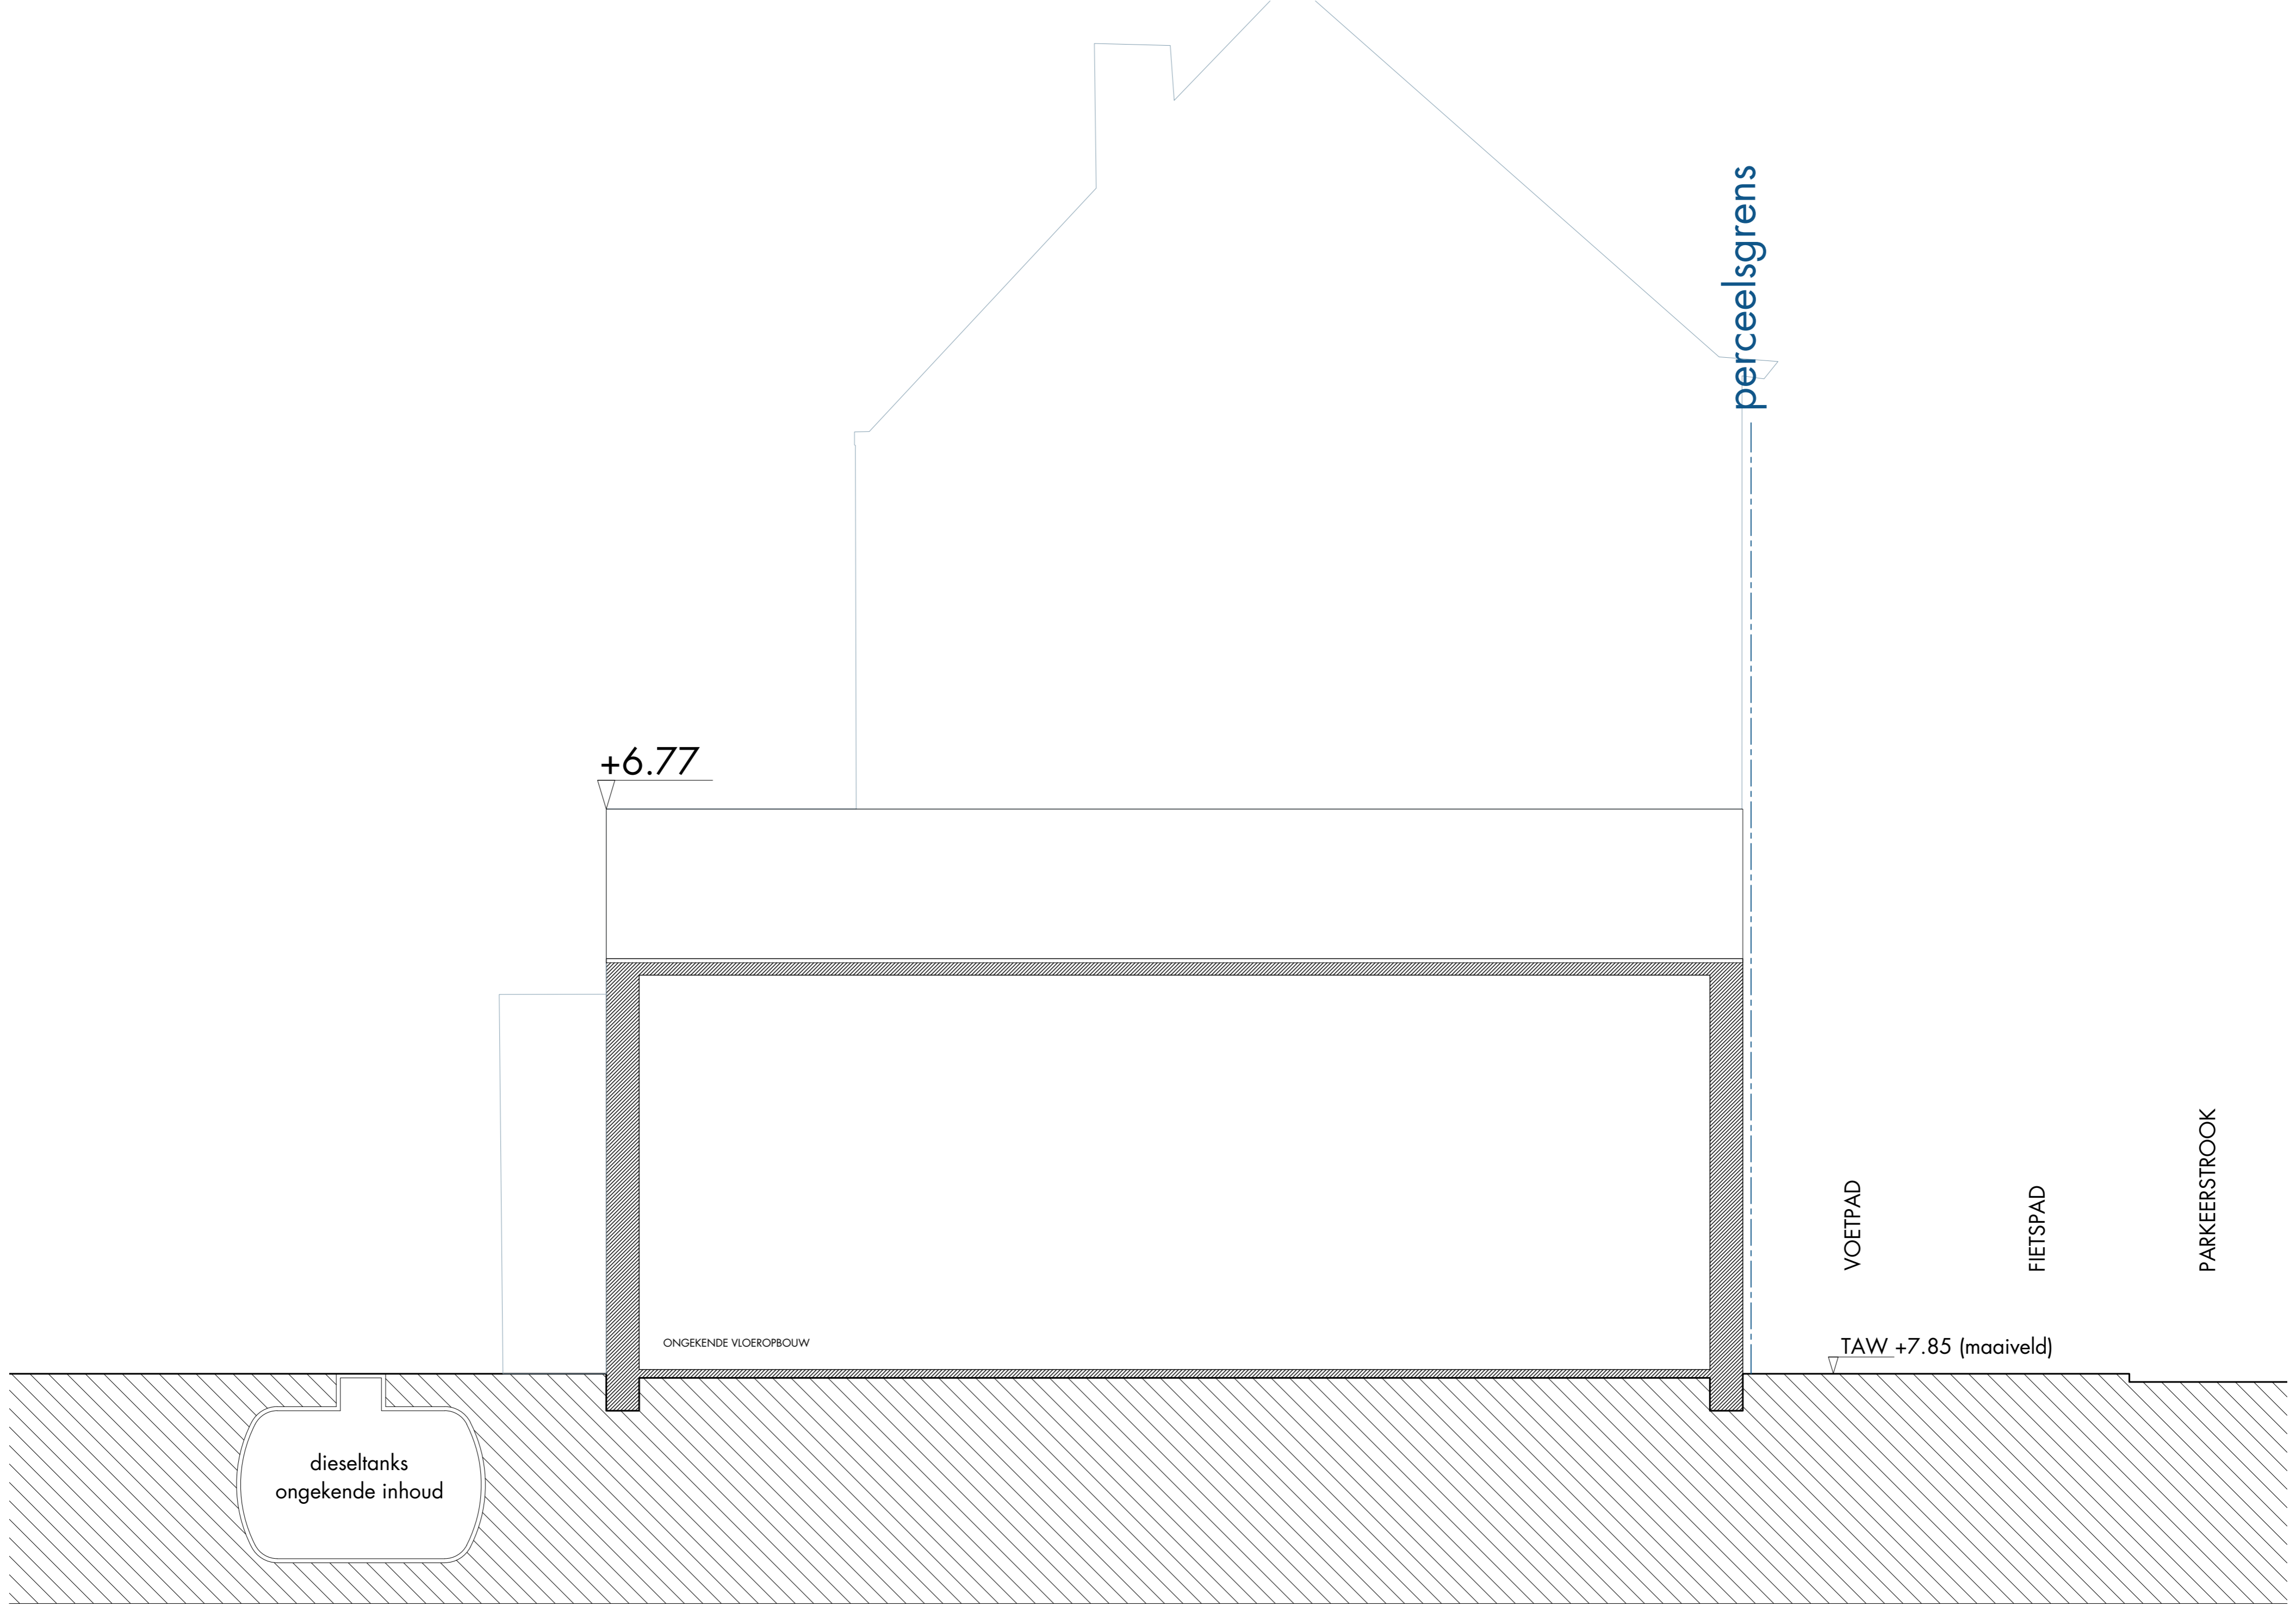 perceelsgrens
+6.77
VOETPAD
FIETSPAD
PARKEERSTROOK
ONGEKENDE VLOEROPBOUW
TAW +7.85 (maaiveld)
dieseltanks
ongekende inhoud